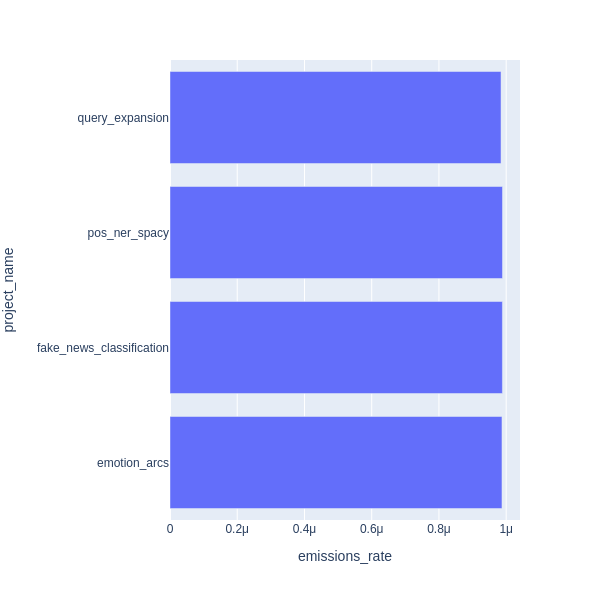 query_expansion
pos_ner_spacy
fake_news_classification
emotion_arcs
project_name
0 0.2μ 0.4μ 0.6μ 0.8μ 1μ
emissions_rate